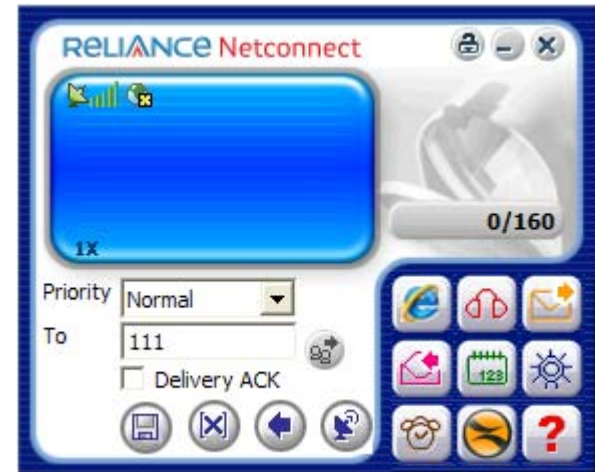 RELIANCE Netconnect
0/160
1X
Priority Normal
To 111
Delivery ACK
123
?